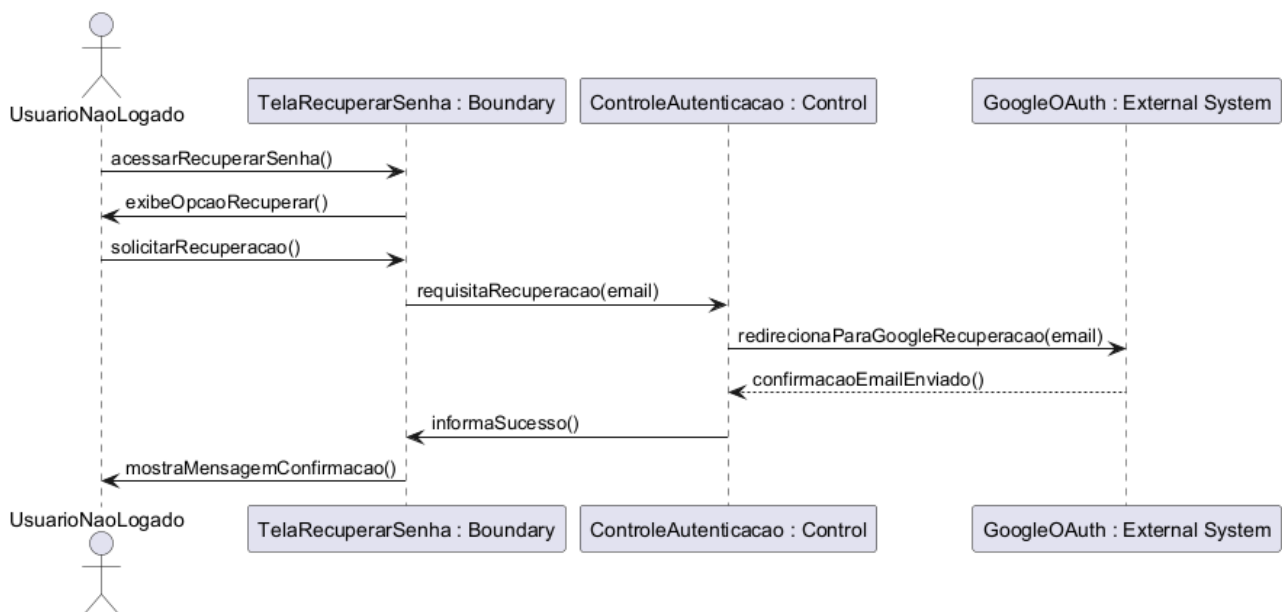 UsuarioNaoLogado
TelaRecuperarSenha : Boundary
ControleAutenticacao : Control
GoogleOAuth : External System
acessarRecuperarSenha()
exibeOpcaoRecuperar()
solicitarRecuperacao()
requisitaRecuperacao(email)
redirecionaParaGoogleRecuperacao(email)
confirmacaoEmailEnviado()
informaSucesso()
mostraMensagemConfirmacao()
UsuarioNaoLogado
TelaRecuperarSenha : Boundary
ControleAutenticacao : Control
GoogleOAuth : External System